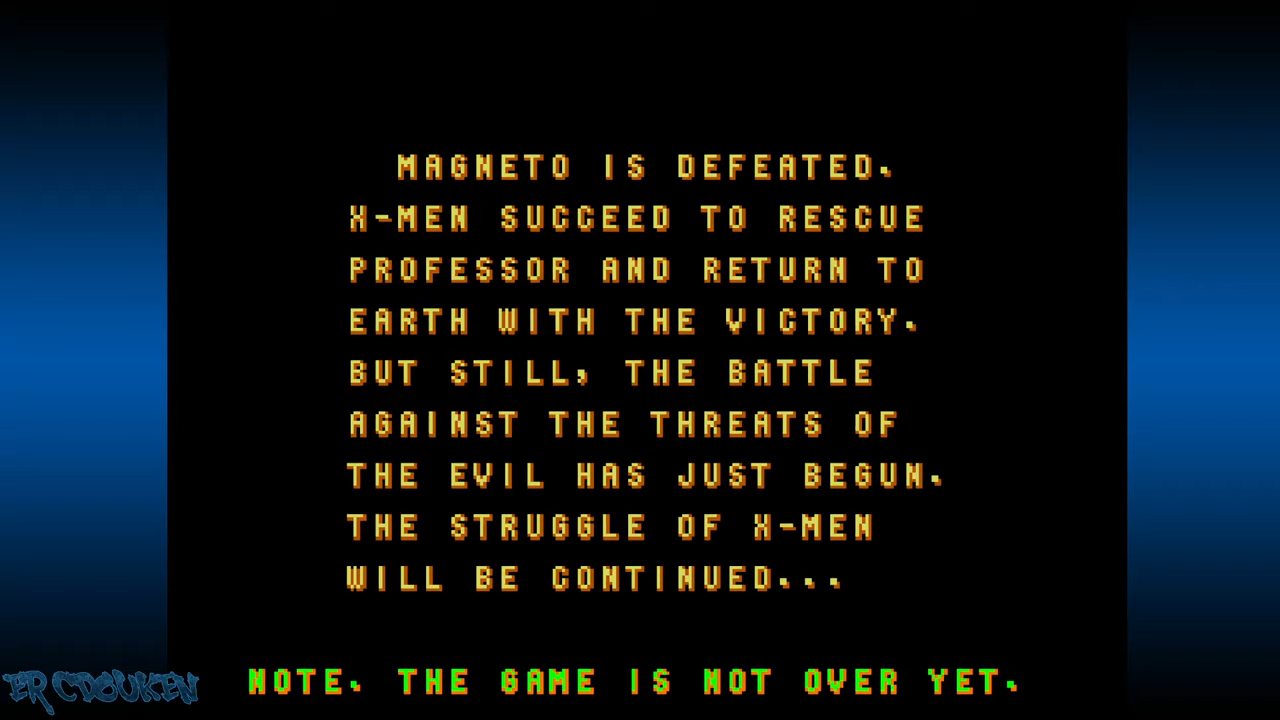 MAGNETO IS DEFEATED.
X-MEN SUCCEED TO RESCUE
PROFESSOR AND RETURN TO
EARTH WITH THE VICTORY.
BUT STILL, THE BATTLE
AGAINST THE THREATS OF
THE EVIL HAS JUST BEGUN.
THE STRUGGLE OF X-MEN
WILL BE CONTINUED...
NOTE. THE GAME IS NOT OVER YET.
ER CDOUKEN